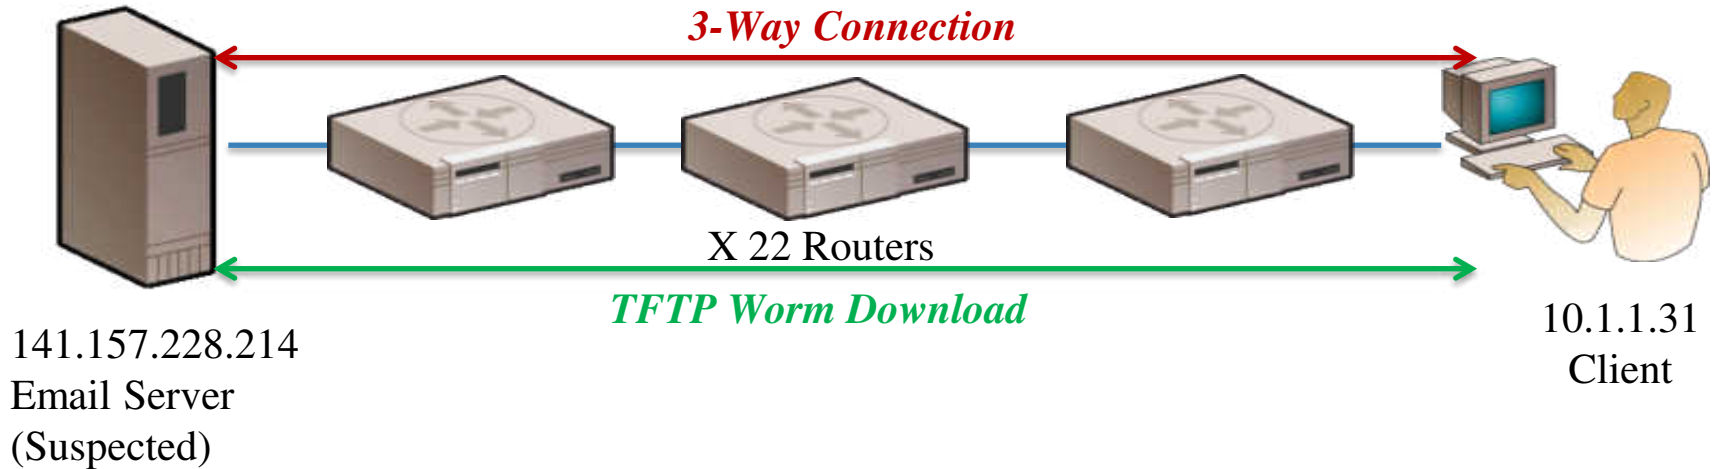 3-Way Connection
X 22 Routers
TFTP Worm Download
141.157.228.214
Email Server
(Suspected)
10.1.1.31
Client